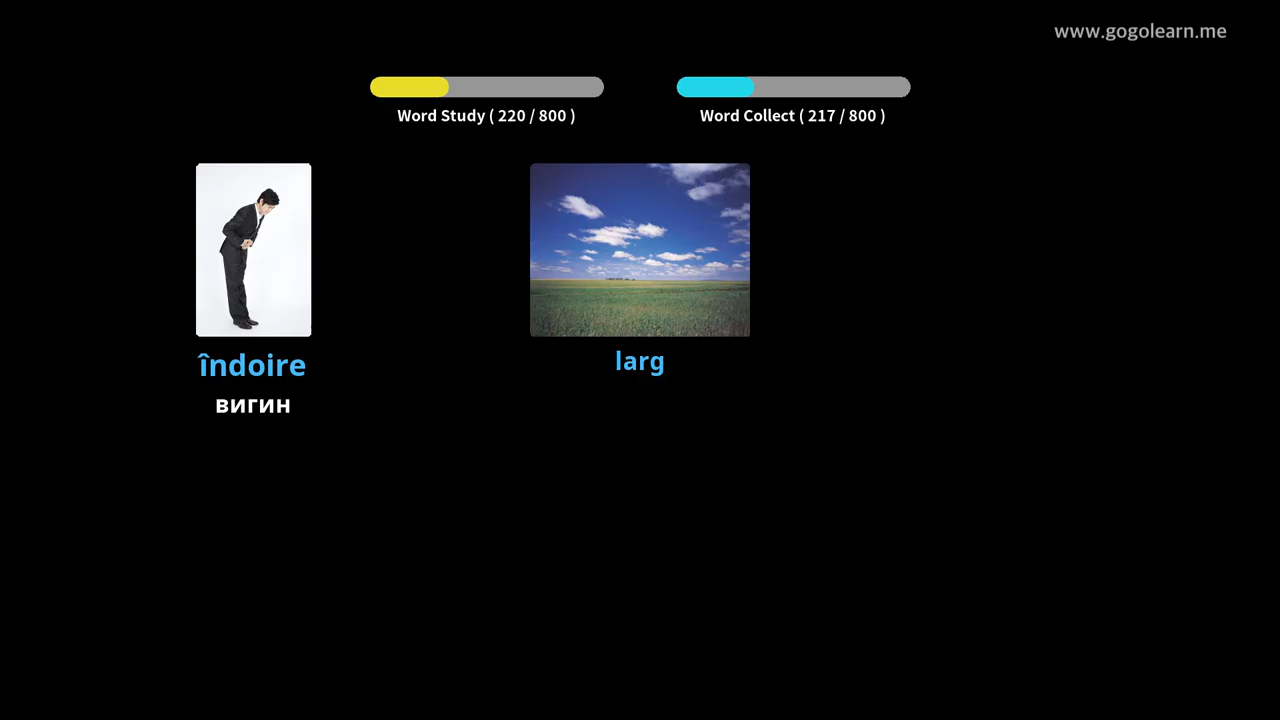 www.gogolearn.me
Word Study ( 220 / 800 )
Word Collect ( 217 / 800 )
îndoire
вигин
larg